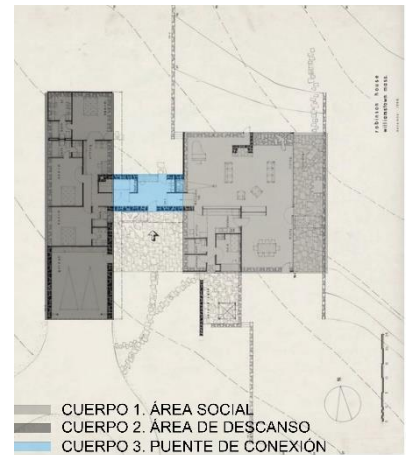 robinson house
williamstown mass.
CUERPO 1. ÁREA SOCIAL
CUERPO 2. ÁREA DE DESCANSO
CUERPO 3. PUENTE DE CONEXIÓN